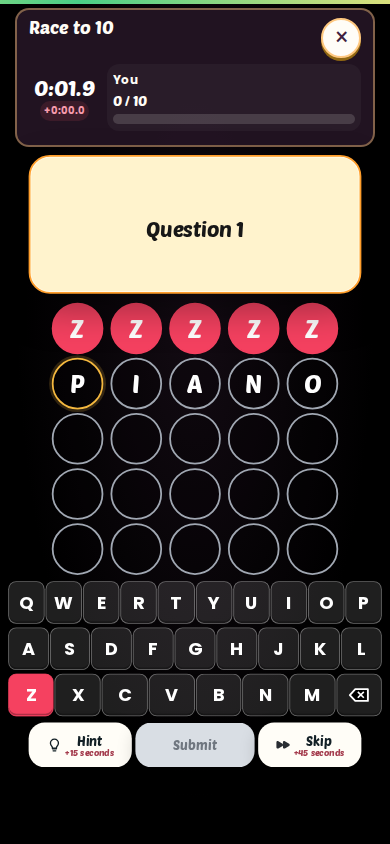 Race to 10
×
0:01.9
+0:00.0
You
0 / 10
Question 1
Z Z Z Z Z
P I A N O
Q W E R T Y U I O P
A S D F G H J K L
Z X C V B N M
Hint
+15 seconds
Submit
Skip
+45 seconds